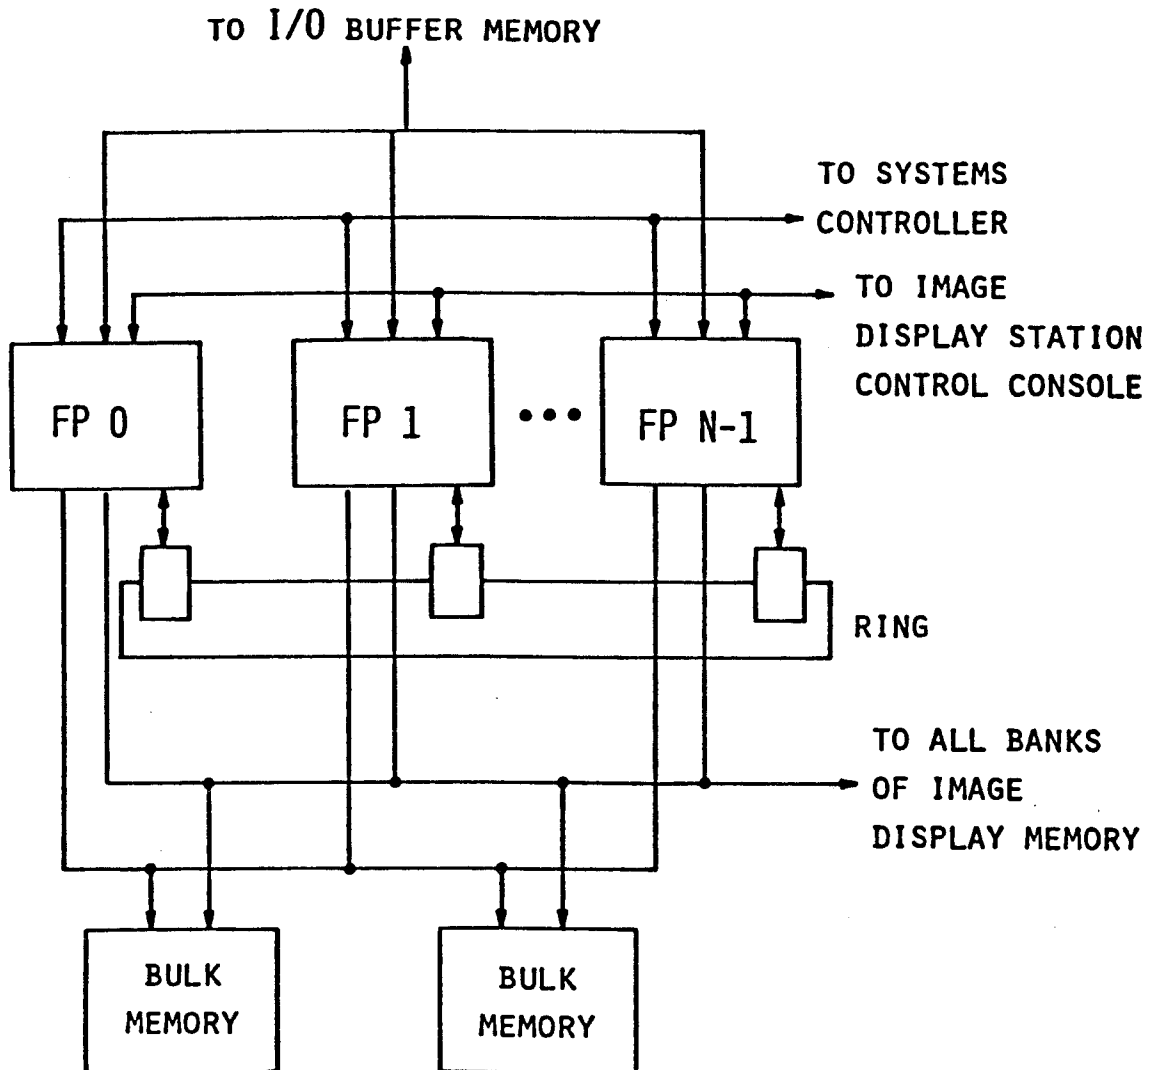 TO I/O BUFFER MEMORY
TO SYSTEMS
CONTROLLER
TO IMAGE
DISPLAY STATION
CONTROL CONSOLE
FP 0
FP 1
FP N-1
RING
TO ALL BANKS
OF IMAGE
DISPLAY MEMORY
BULK
MEMORY
BULK
MEMORY